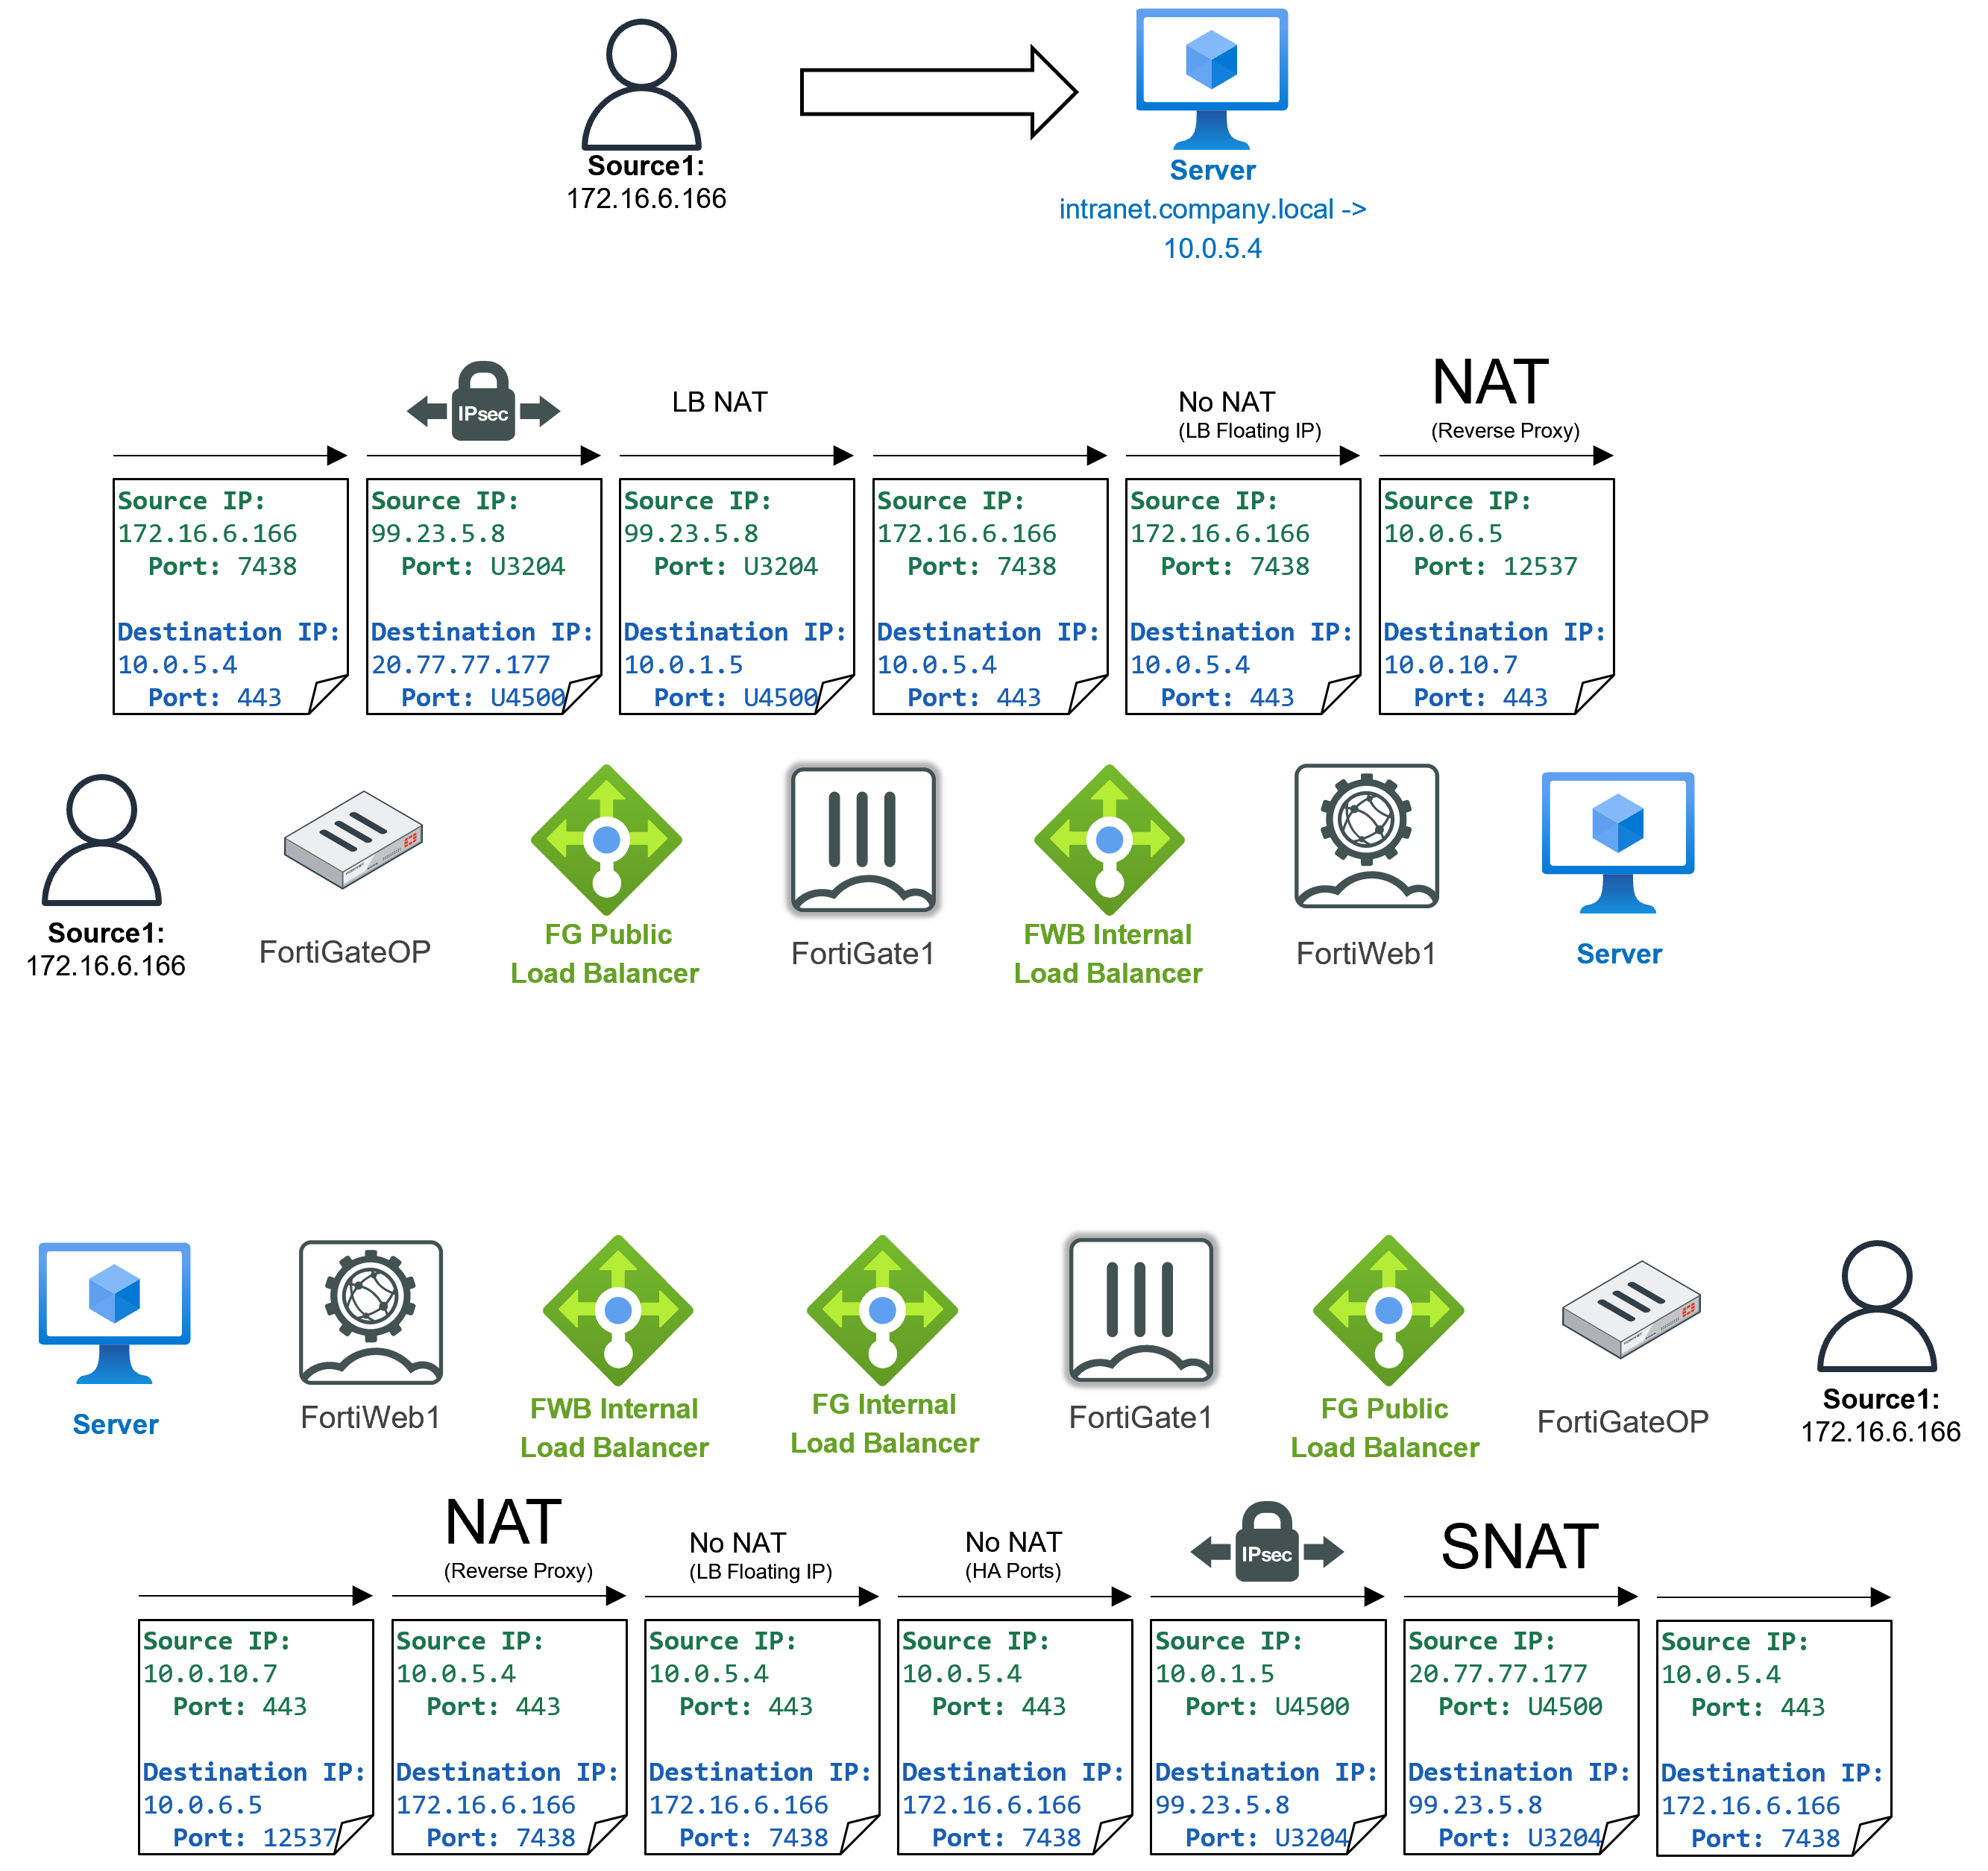 Source1:
172.16.6.166
Server
intranet.company.local ->
10.0.5.4
IPsec
LB NAT
No NAT
(LB Floating IP)
NAT
(Reverse Proxy)
Source IP:
172.16.6.166
Port: 7438
Destination IP:
10.0.5.4
Port: 443
Source IP:
99.23.5.8
Port: U3204
Destination IP:
20.77.77.177
Port: U4500
Source IP:
99.23.5.8
Port: U3204
Destination IP:
10.0.1.5
Port: U4500
Source IP:
172.16.6.166
Port: 7438
Destination IP:
10.0.5.4
Port: 443
Source IP:
172.16.6.166
Port: 7438
Destination IP:
10.0.5.4
Port: 443
Source IP:
10.0.6.5
Port: 12537
Destination IP:
10.0.10.7
Port: 443
Source1:
172.16.6.166
FortiGateOP
FG Public
Load Balancer
FortiGate1
FWB Internal
Load Balancer
FortiWeb1
Server
Server
FortiWeb1
FWB Internal
Load Balancer
FG Internal
Load Balancer
FortiGate1
FG Public
Load Balancer
FortiGateOP
Source1:
172.16.6.166
NAT
(Reverse Proxy)
No NAT
(LB Floating IP)
No NAT
(HA Ports)
IPsec
SNAT
Source IP:
10.0.10.7
Port: 443
Destination IP:
10.0.6.5
Port: 12537
Source IP:
10.0.5.4
Port: 443
Destination IP:
172.16.6.166
Port: 7438
Source IP:
10.0.5.4
Port: 443
Destination IP:
172.16.6.166
Port: 7438
Source IP:
10.0.5.4
Port: 443
Destination IP:
172.16.6.166
Port: 7438
Source IP:
10.0.1.5
Port: U4500
Destination IP:
99.23.5.8
Port: U3204
Source IP:
20.77.77.177
Port: U4500
Destination IP:
99.23.5.8
Port: U3204
Source IP:
10.0.5.4
Port: 443
Destination IP:
172.16.6.166
Port: 7438